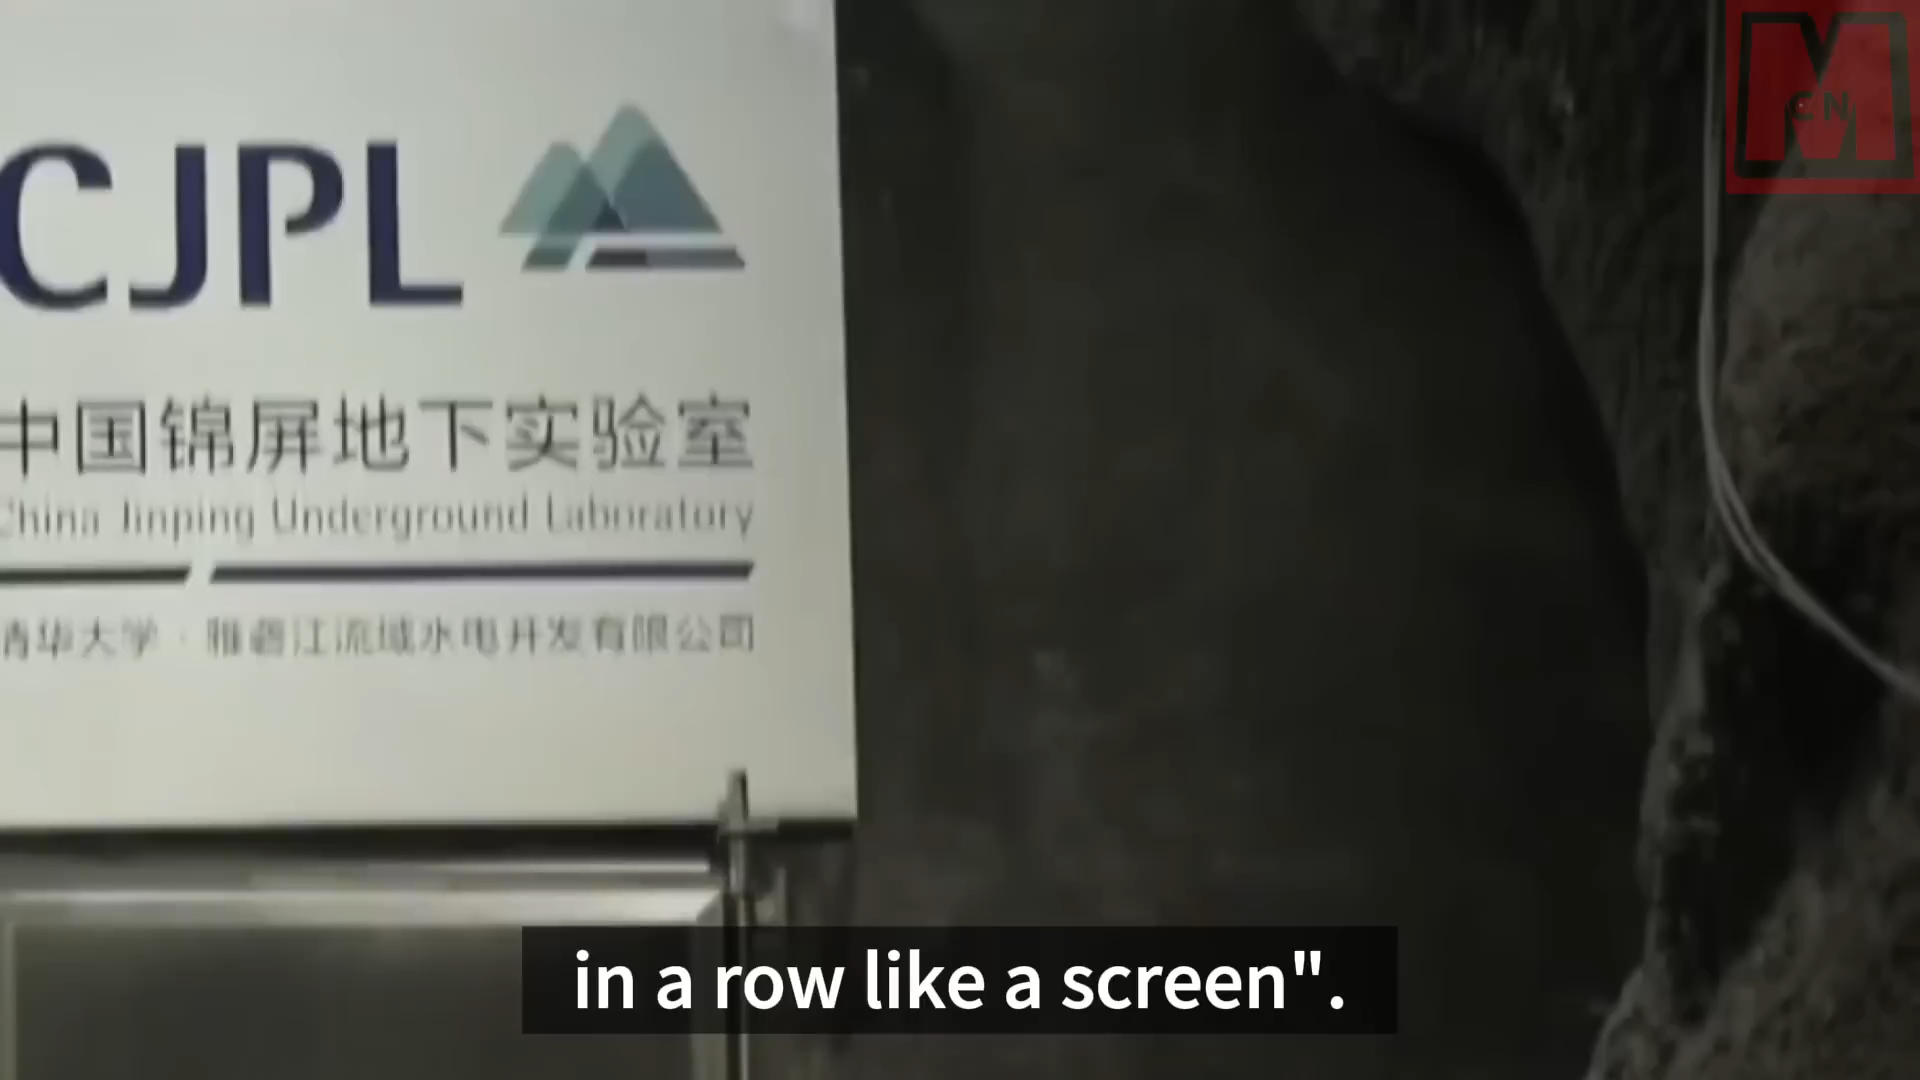 CJPL
中国锦屏地下实验室
China Jinping Underground Laboratory
清华大学·雅砻江流域水电开发有限公司
M
CN
in a row like a screen".